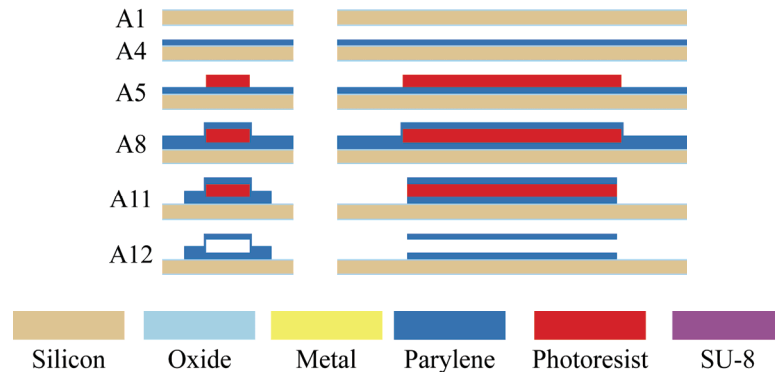 A1
A4
A5
A8
A11
A12
Silicon Oxide Metal Parylene Photoresist SU-8